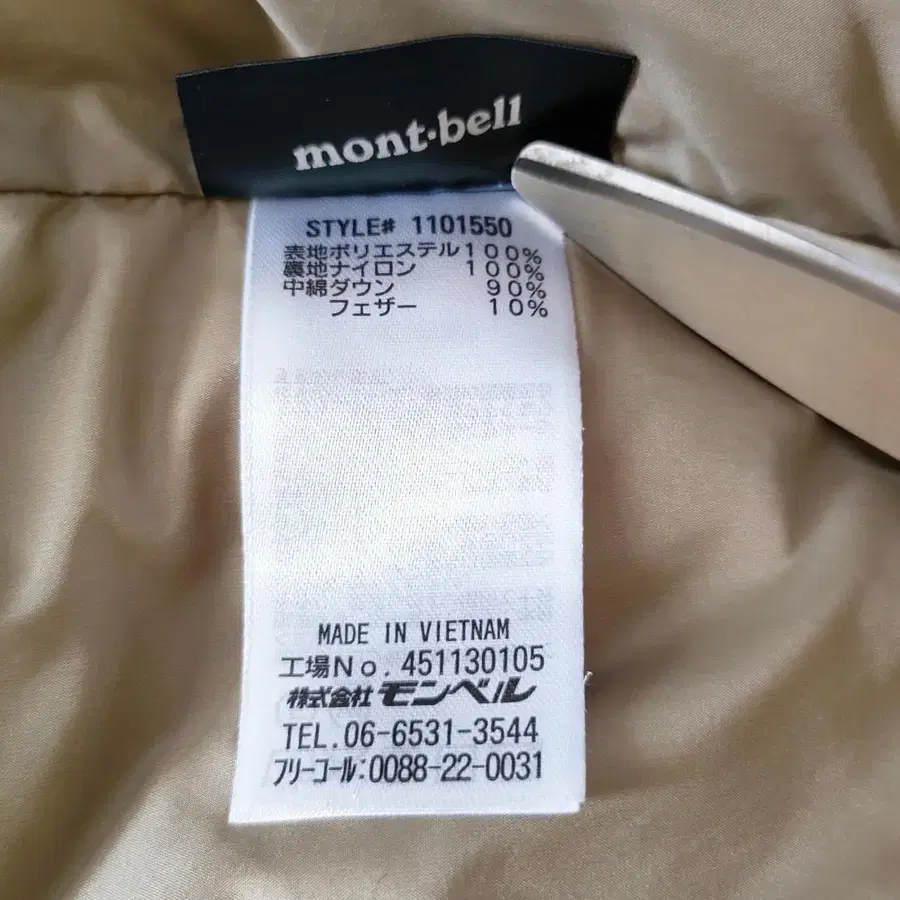 mont·bell
STYLE# 1101550
表地ポリエステル100%
裏地ナイロン 100%
中綿ダウン 90%
フェザー 10%
MADE IN VIETNAM
工場No. 451130105
株式会社 モンベル
TEL. 06-6531-3544
フリーコール:0088-22-0031